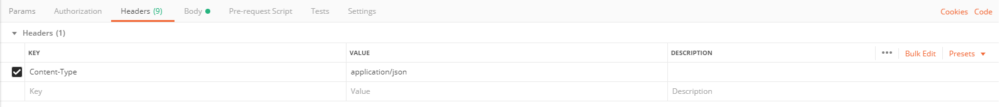 Params Authorization Headers (9) Body Pre-request Script Tests Settings Cookies Code
Headers (1)
KEY VALUE DESCRIPTION ••• Bulk Edit Presets
Content-Type application/json
Key Value Description